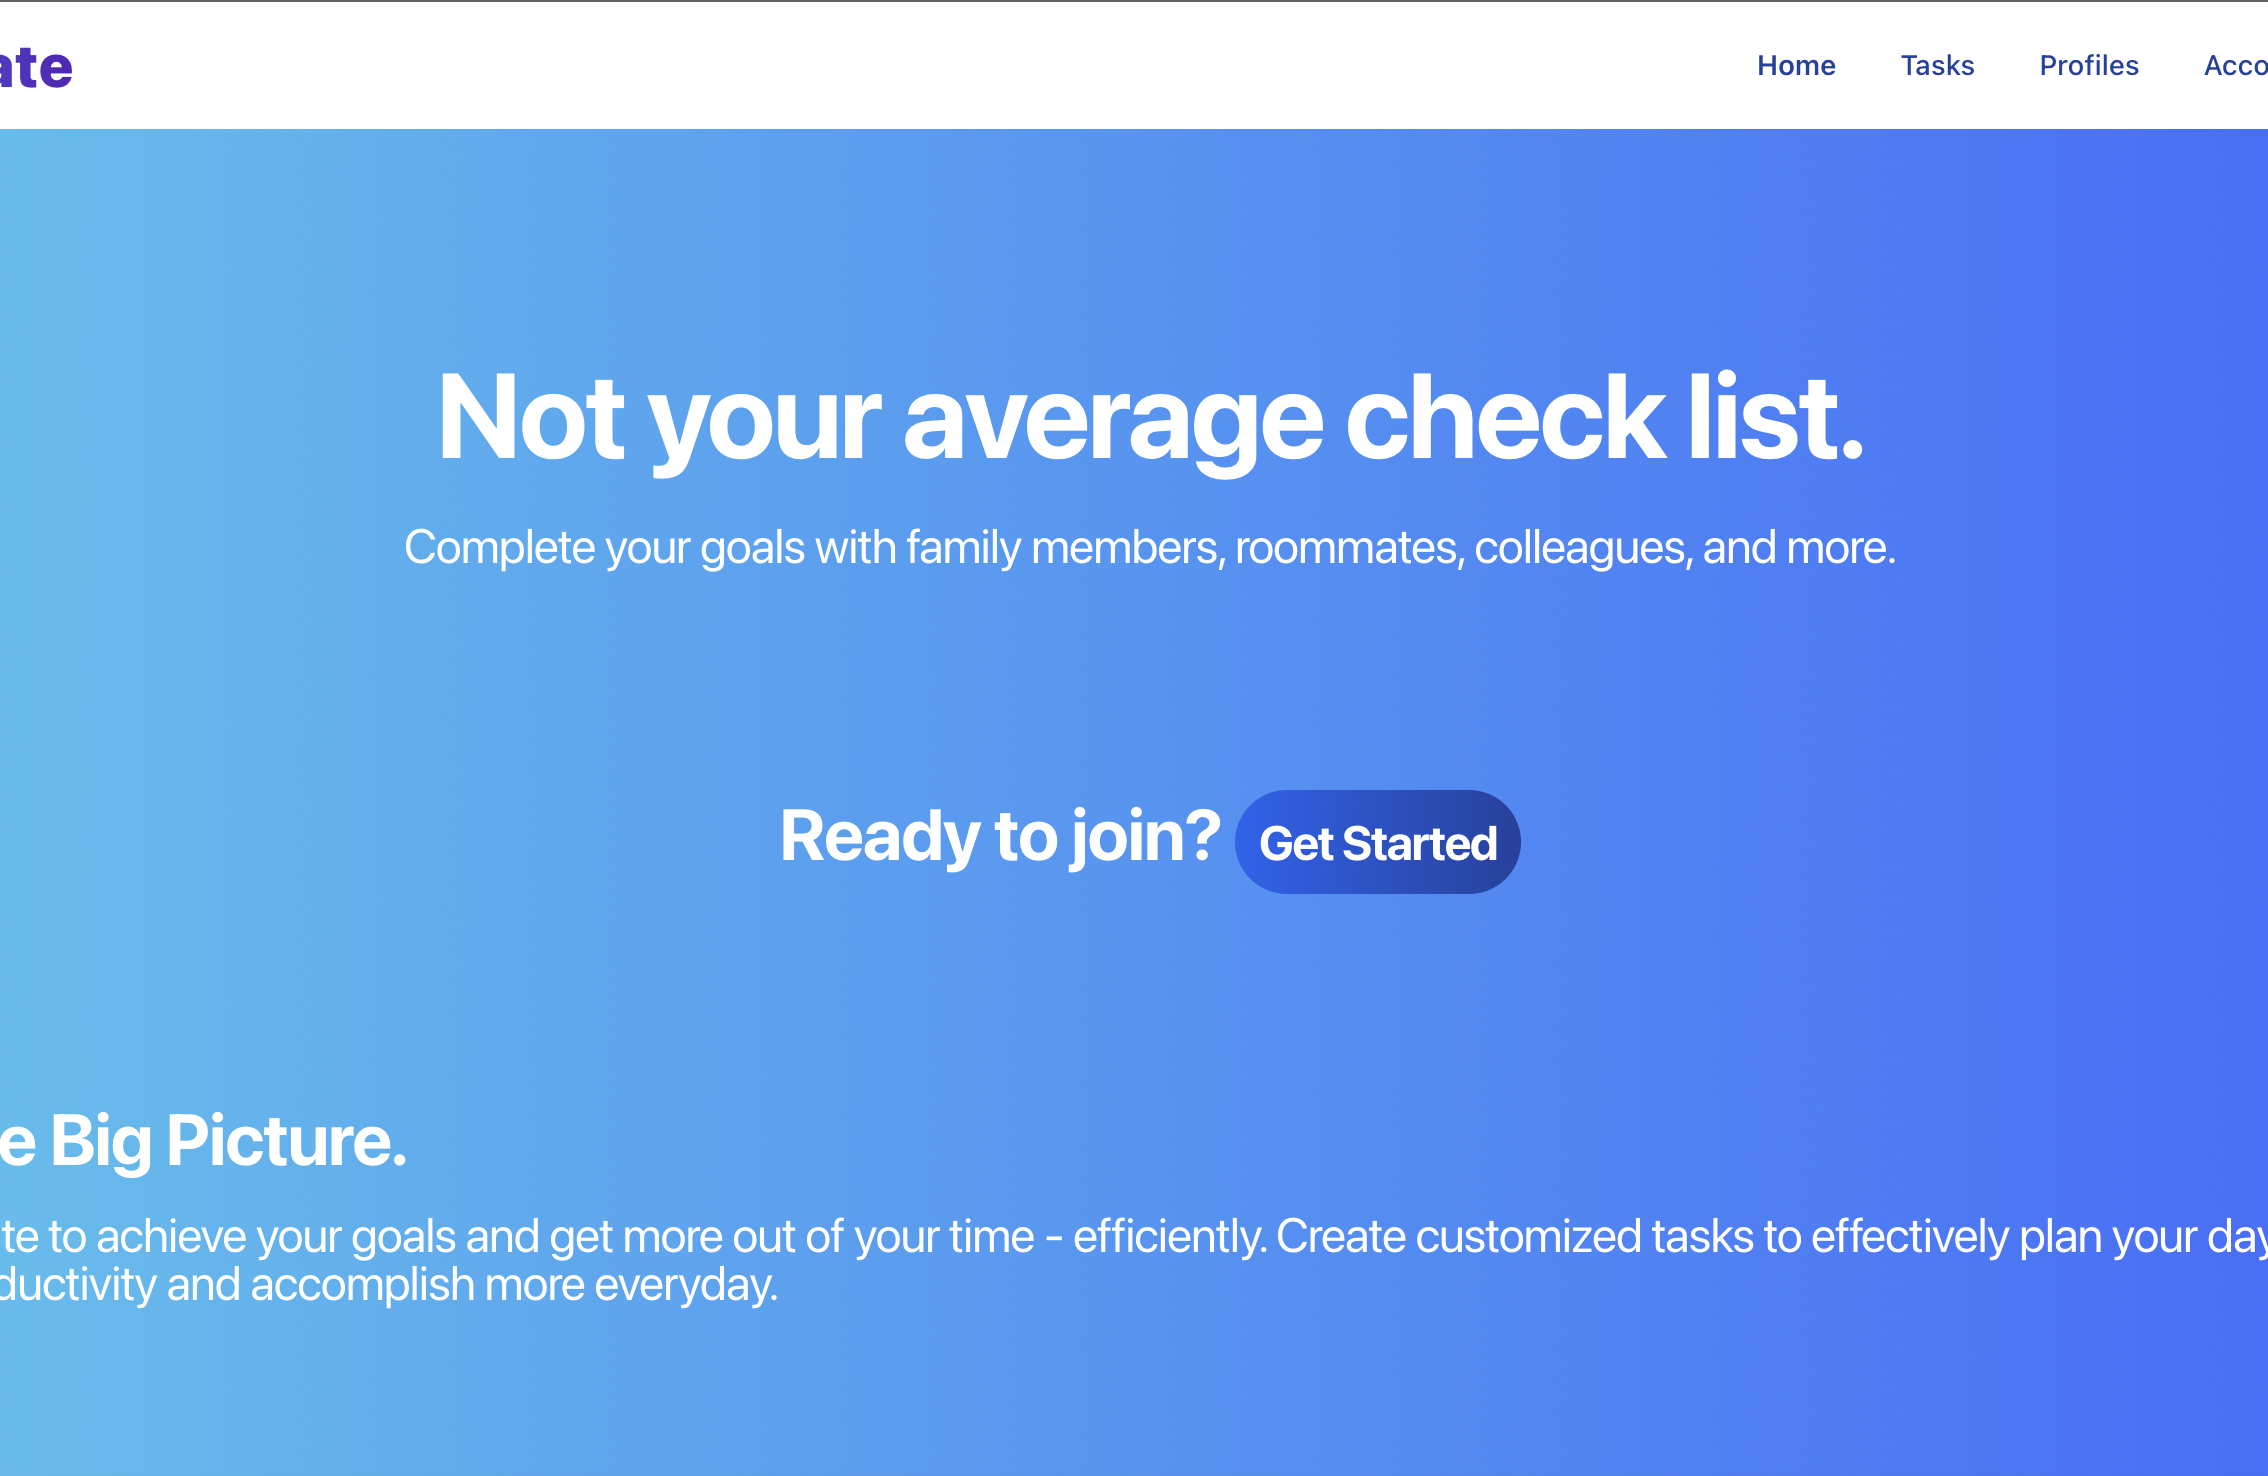 ate
Home Tasks Profiles Acco
Not your average check list.
Complete your goals with family members, roommates, colleagues, and more.
Ready to join? Get Started
e Big Picture.
te to achieve your goals and get more out of your time - efficiently. Create customized tasks to effectively plan your day
ductivity and accomplish more everyday.